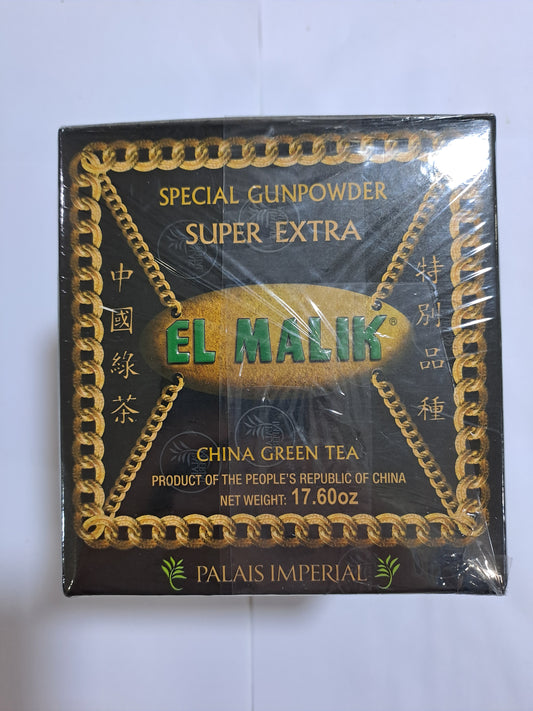 SPECIAL GUNPOWDER
SUPER EXTRA
中國綠茶
特別品種
EL MALIK®
CHINA GREEN TEA
PRODUCT OF THE PEOPLE'S REPUBLIC OF CHINA
NET WEIGHT: 17.60oz
PALAIS IMPERIAL